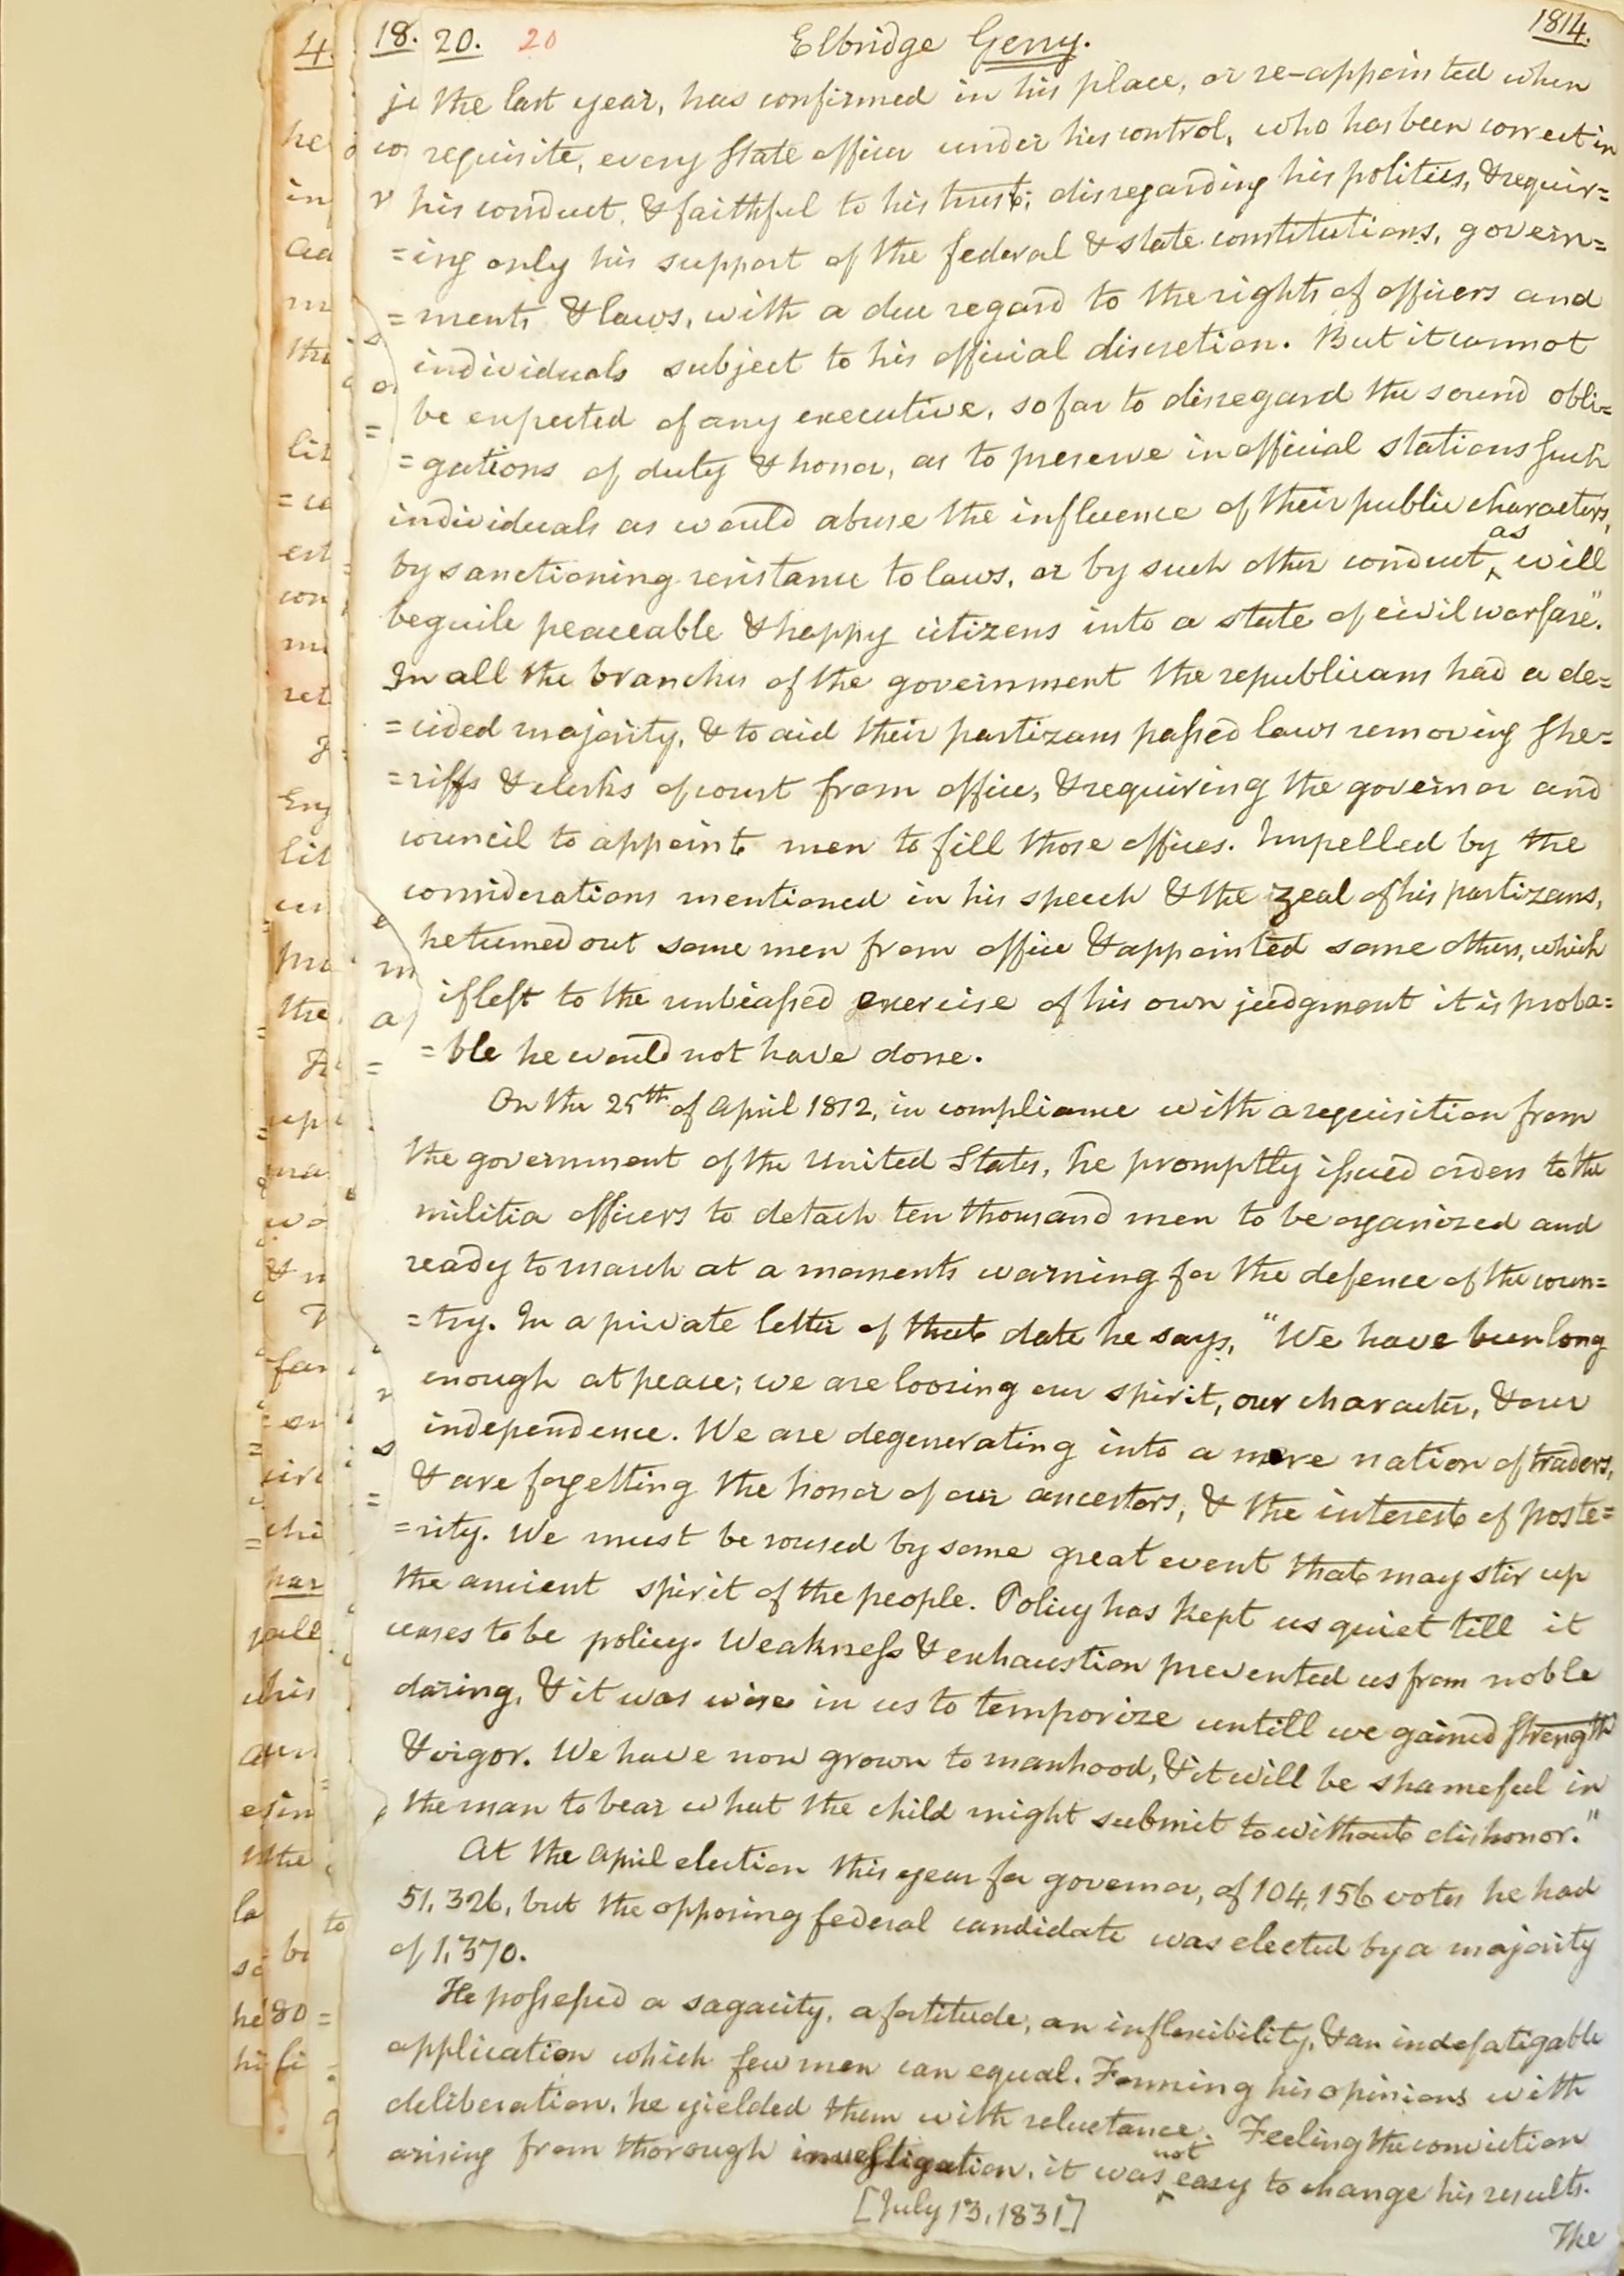 18. 20. 20 Elbridge Gerry. 1814.
the last year, has confirmed in his place, or re-appointed when
requisite, every State officer under his control, who has been correct in
his conduct, & faithful to his trust; disregarding his politics, & requir=
=ing only his support of the federal & state constitutions, govern=
=ments & laws, with a due regard to the rights of officers and
individuals subject to his official discretion. But it cannot
be expected of any executive, so far to disregard the sound obli=
=gations of duty & honor, as to preserve in official stations such
individuals as would abuse the influence of their public characters,
by sanctioning resistance to laws, or by such other conduct, ^as will
beguile peaceable & happy citizens into a state of civil warfare."
In all the branches of the government the republicans had a de=
=cided majority, & to aid their partizans passed laws removing she=
=riffs & clerks of court from office, & requiring the governor and
council to appoint men to fill those offices. Impelled by the
considerations mentioned in his speech & the zeal of his partizans,
he turned out some men from office & appointed some others, which
if left to the unbiassed exercise of his own judgment it is proba=
=ble he would not have done.
On the 25th of April 1812, in compliance with a requisition from
the government of the United States, he promptly issued orders to the
militia officers to detach ten thousand men to be organized and
ready to march at a moments warning for the defence of the coun=
=try. In a private letter of that date he says, "We have been long
enough at peace; we are loosing our spirit, our character, & our
independence. We are degenerating into a mere nation of traders,
& are forgetting the honor of our ancestors, & the interest of poste=
=rity. We must be roused by some great event that may stir up
the ancient spirit of the people. Policy has kept us quiet till it
ceases to be policy. Weakness & exhaustion prevented us from noble
daring, & it was wise in us to temporize untill we gained strength
& vigor. We have now grown to manhood, & it will be shameful in
the man to bear what the child might submit to without dishonor."
At the April election this year for governor, of 104,156 votes he had
51,326, but the opposing federal candidate was elected by a majority
of 1,370.
He possessed a sagacity, a fortitude, an inflexibility, & an indefatigable
application which few men can equal. Forming his opinions with
deliberation, he yielded them with reluctance. Feeling the conviction
arising from thorough investigation, it was ^not easy to change his results.
[July 13, 1831]
The